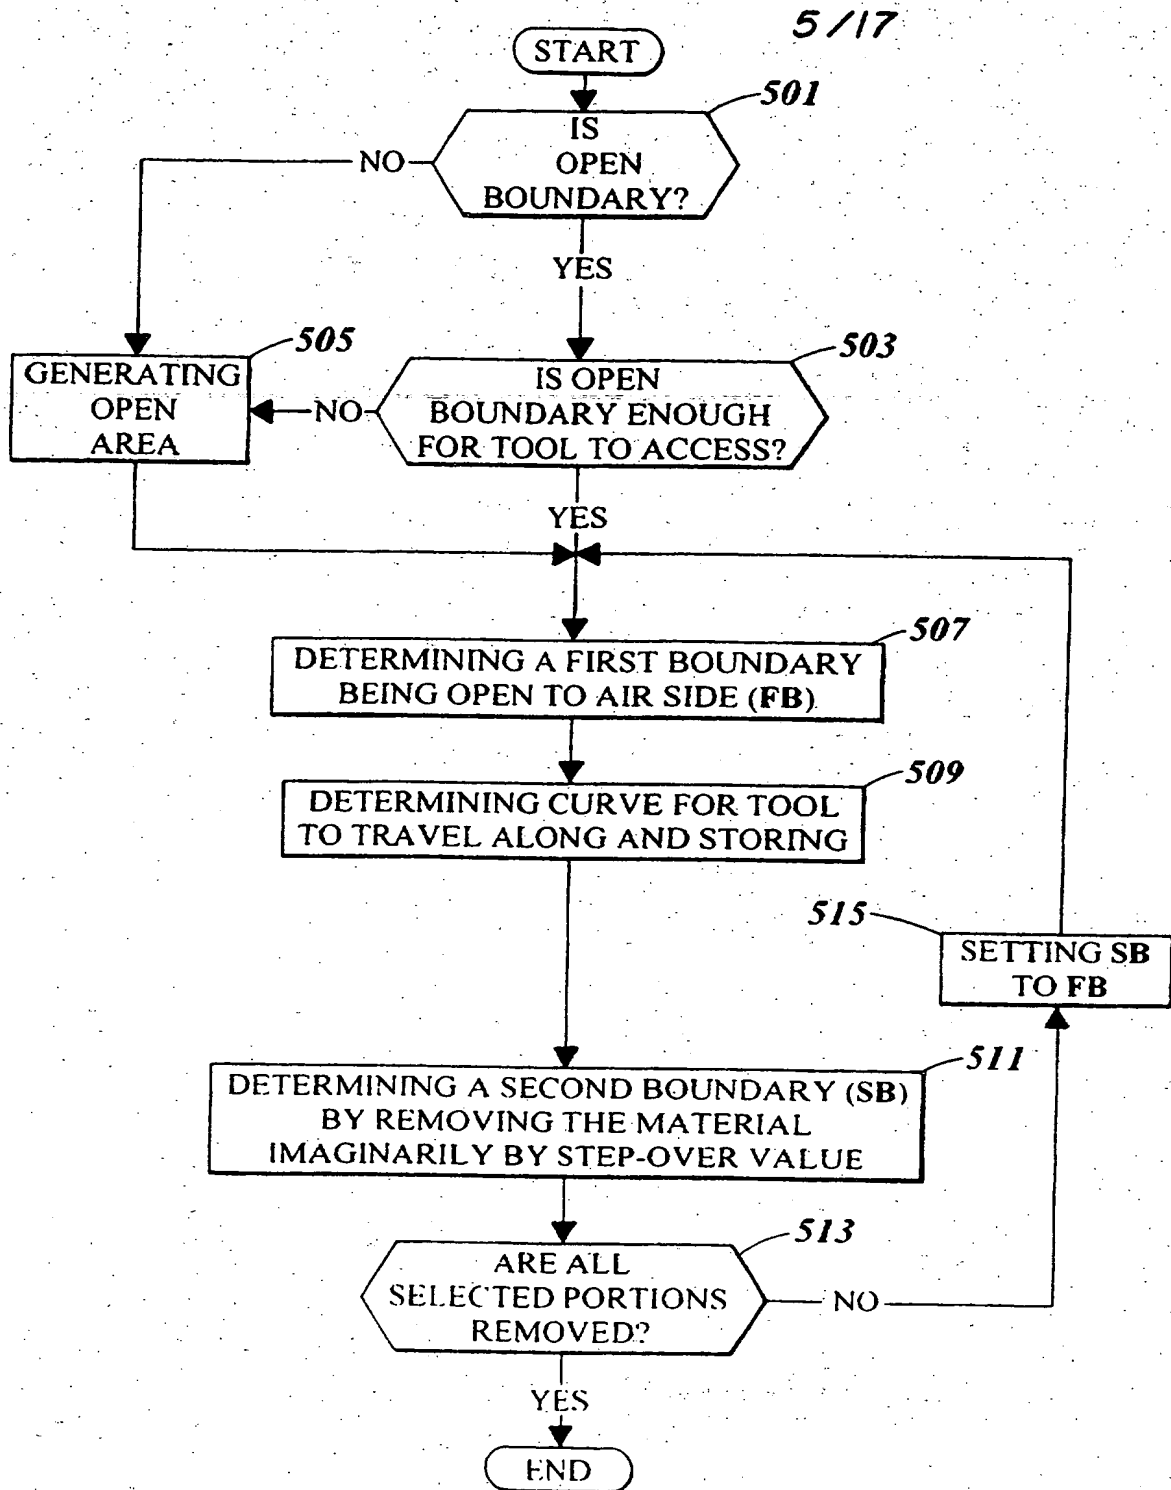 5/17
START
501
IS
OPEN
BOUNDARY?
NO
YES
505
GENERATING
OPEN
AREA
503
IS OPEN
BOUNDARY ENOUGH
FOR TOOL TO ACCESS?
NO
YES
507
DETERMINING A FIRST BOUNDARY
BEING OPEN TO AIR SIDE (FB)
509
DETERMINING CURVE FOR TOOL
TO TRAVEL ALONG AND STORING
515
SETTING SB
TO FB
511
DETERMINING A SECOND BOUNDARY (SB)
BY REMOVING THE MATERIAL
IMAGINARILY BY STEP-OVER VALUE
513
ARE ALL
SELECTED PORTIONS
REMOVED?
NO
YES
END